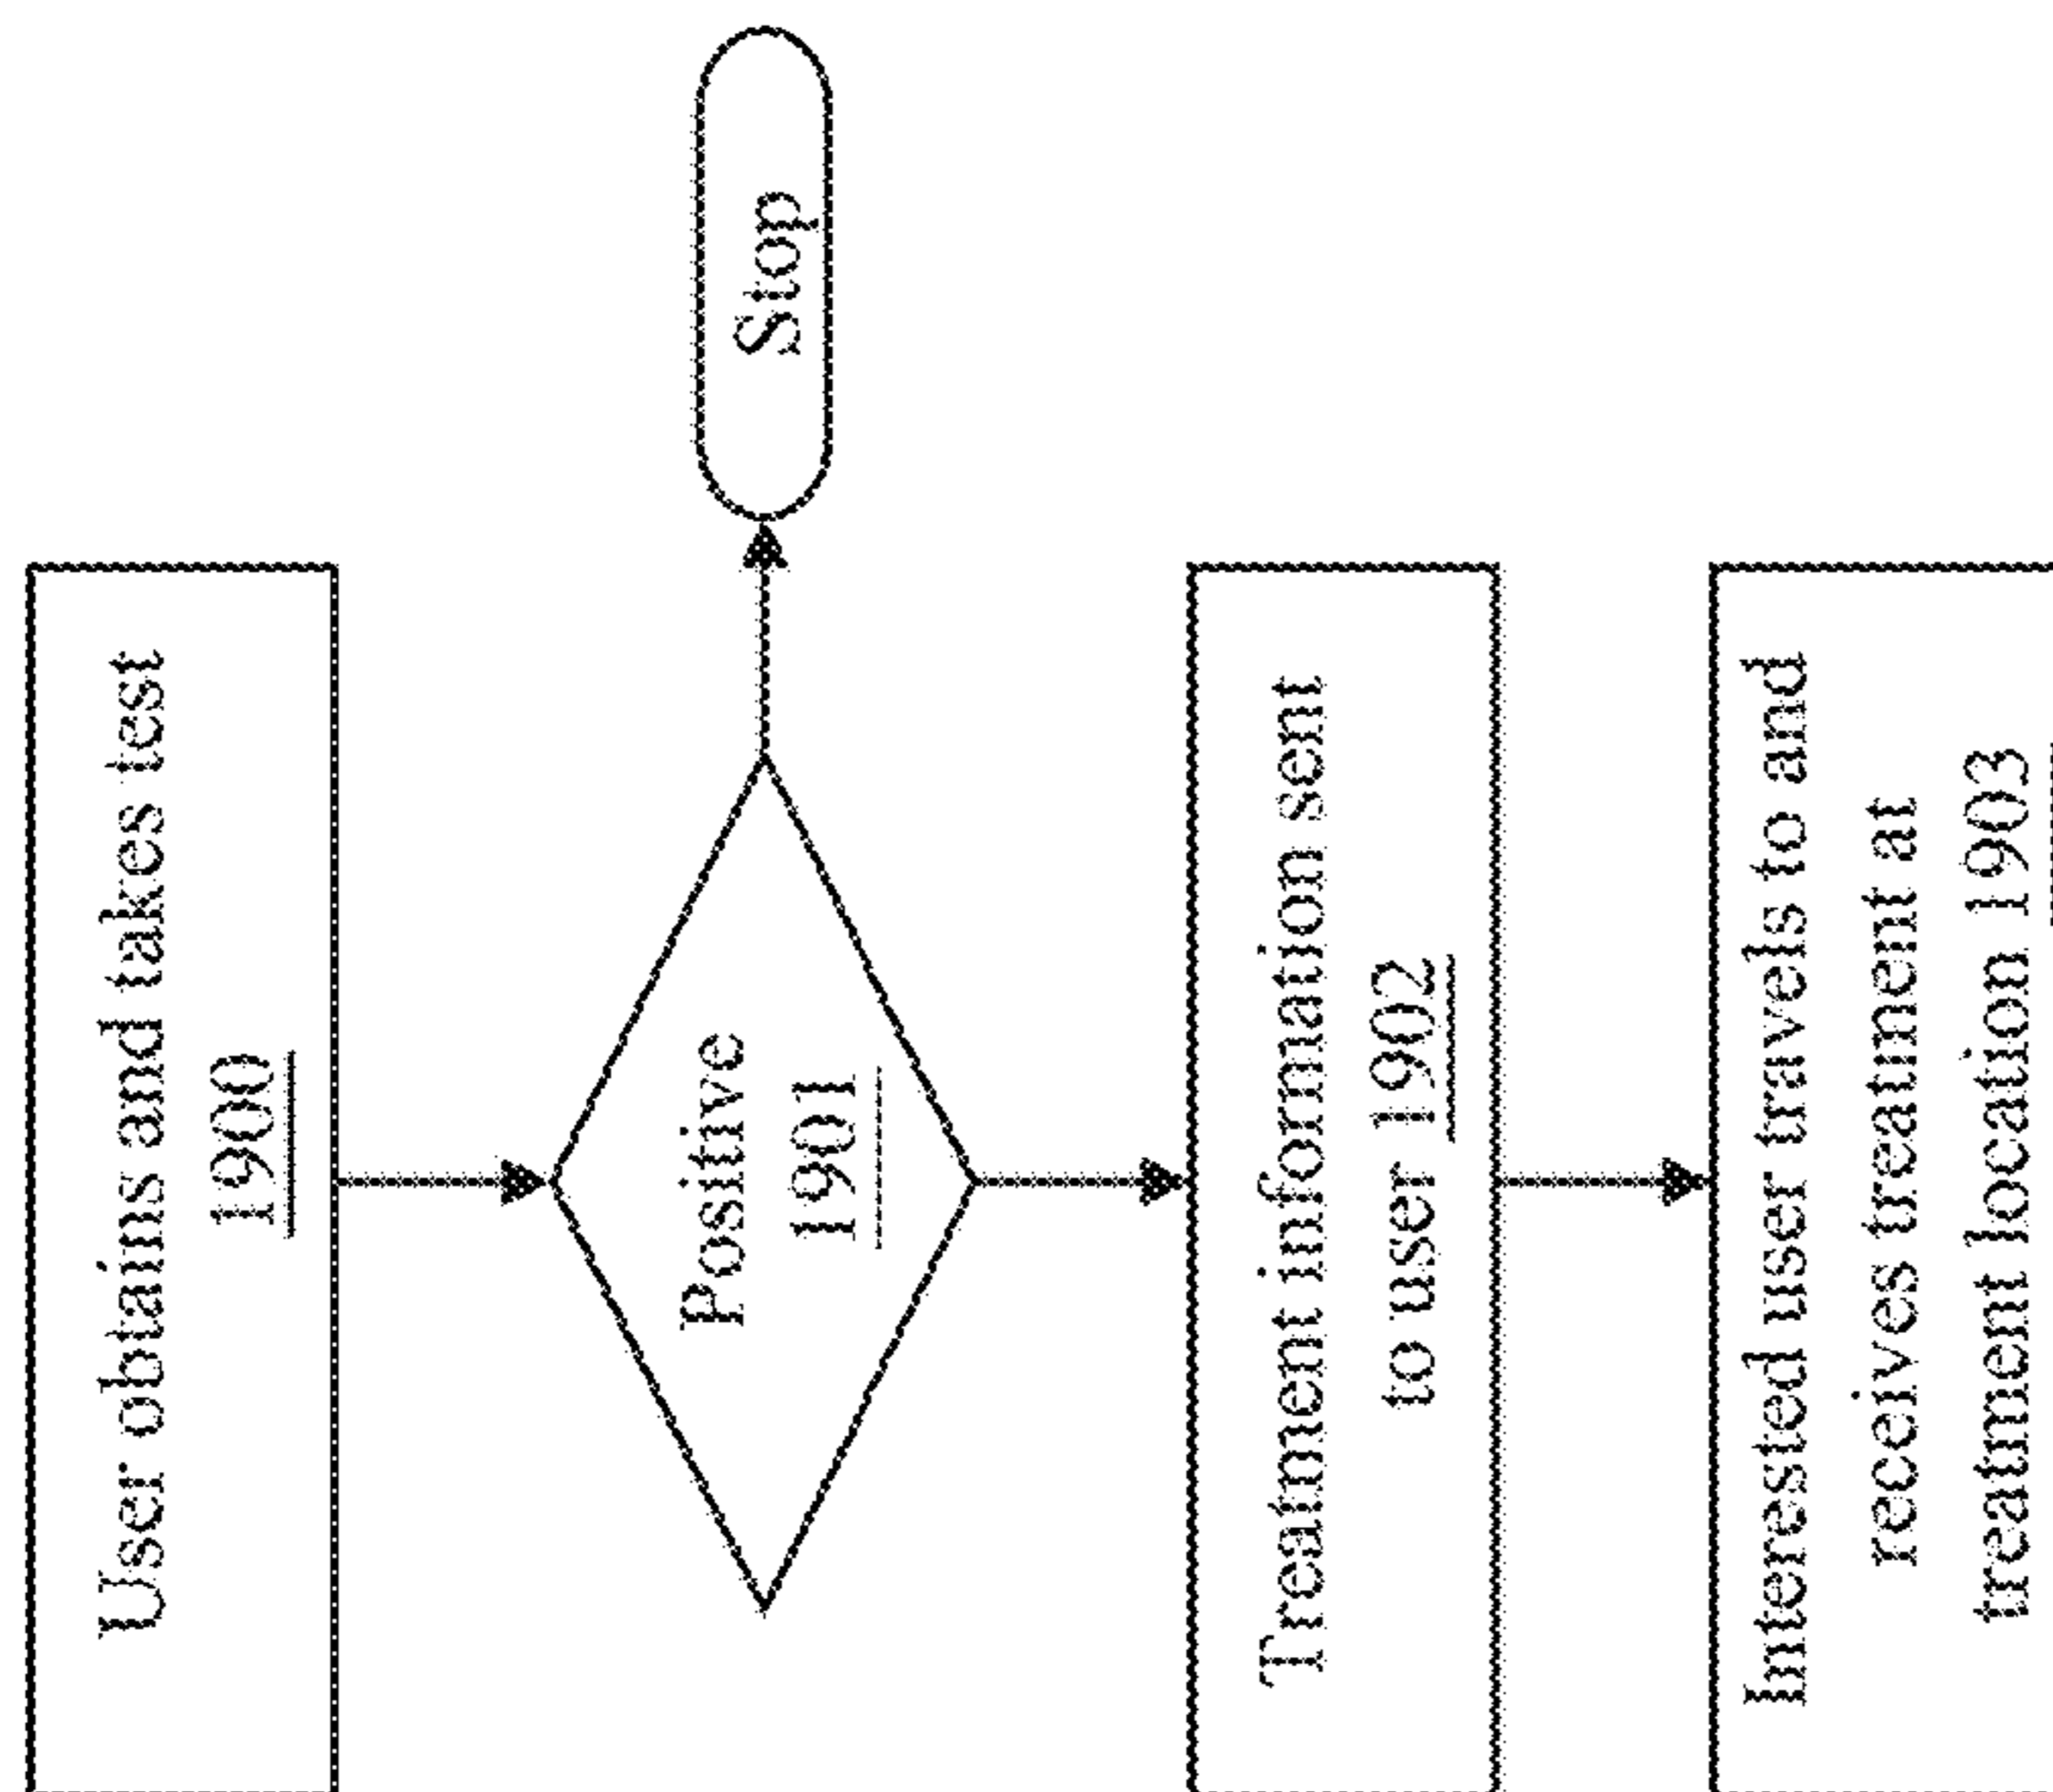 User obtains and takes test
1900
Positive
1901
Stop
Treatment information sent
to user 1902
Interested user travels to and
receives treatment at
treatment location 1903